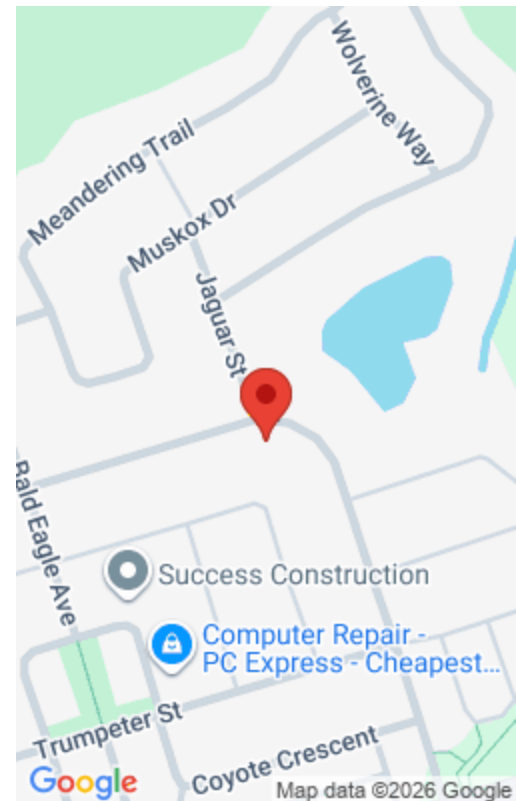 Wolverine Way
Meandering Trail
Muskox Dr
Jaguar St
Bald Eagle Ave
Success Construction
Computer Repair -
PC Express - Cheapest...
Trumpeter St
Coyote Crescent
Google
Map data ©2026 Google